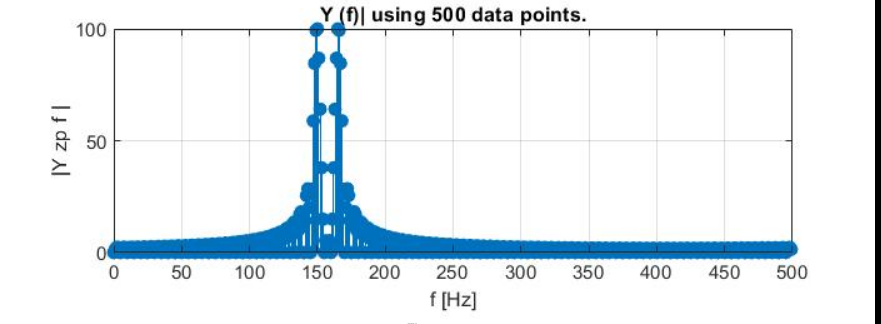 Y (f)| using 500 data points.
|Y zp f |
100
50
0
0 50 100 150 200 250 300 350 400 450 500
f [Hz]